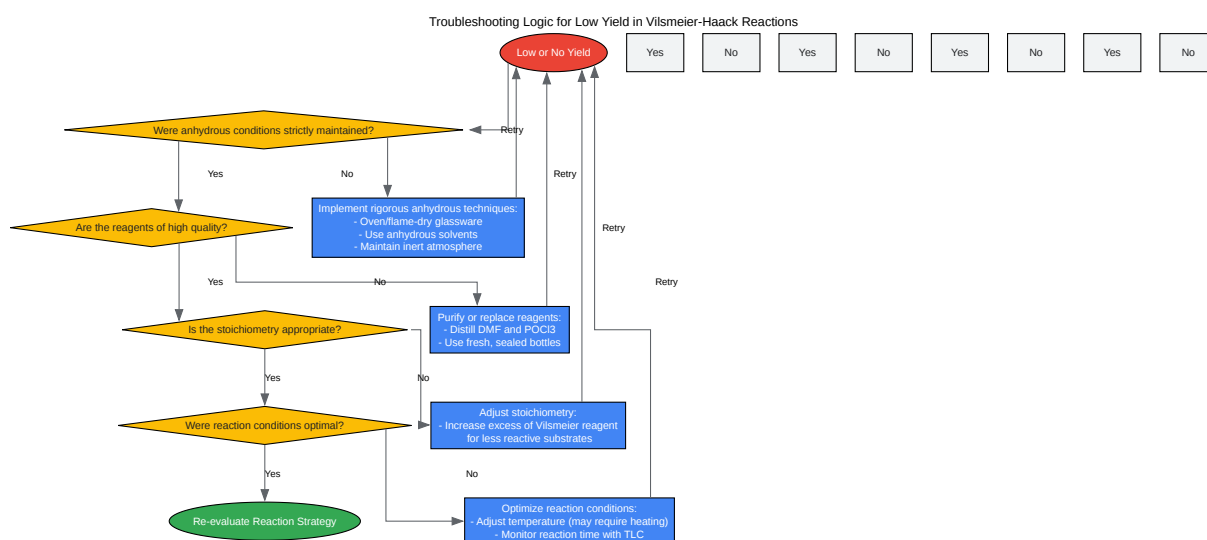 Troubleshooting Logic for Low Yield in Vilsmeier-Haack Reactions
Low or No Yield
Yes
No
Yes
No
Yes
No
Yes
No
Were anhydrous conditions strictly maintained?
Retry
Yes
No
Retry
Implement rigorous anhydrous techniques:
- Oven/flame-dry glassware
- Use anhydrous solvents
- Maintain inert atmosphere
Are the reagents of high quality?
Retry
Yes
No
Retry
Purify or replace reagents:
- Distill DMF and POCl3
- Use fresh, sealed bottles
Is the stoichiometry appropriate?
Yes
No
Adjust stoichiometry:
- Increase excess of Vilsmeier reagent
for less reactive substrates
Were reaction conditions optimal?
Yes
No
Optimize reaction conditions:
- Adjust temperature (may require heating)
- Monitor reaction time with TLC
Re-evaluate Reaction Strategy